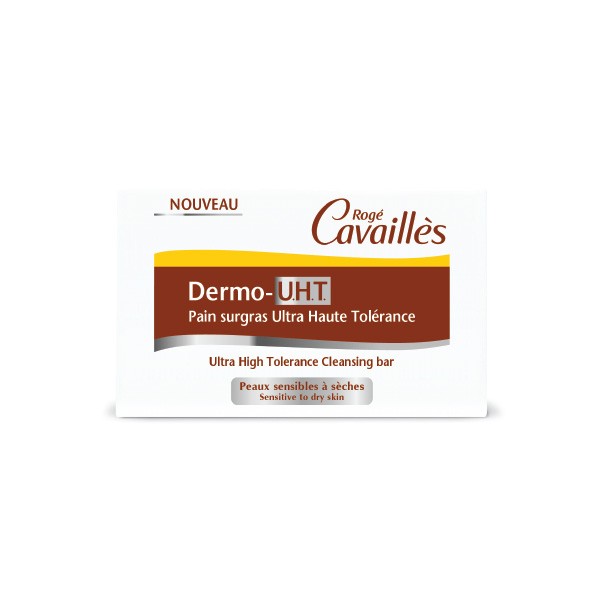 NOUVEAU
Rogé
Cavaillès
Dermo-U.H.T.
Pain surgras Ultra Haute Tolérance
Ultra High Tolerance Cleansing bar
Peaux sensibles à sèches
Sensitive to dry skin